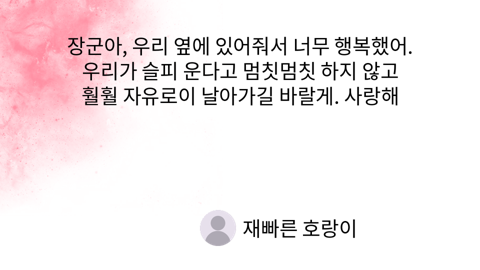 장군아, 우리 옆에 있어줘서 너무 행복했어.
우리가 슬피 운다고 멈칫멈칫 하지 않고
훨훨 자유로이 날아가길 바랄게. 사랑해
재빠른 호랑이